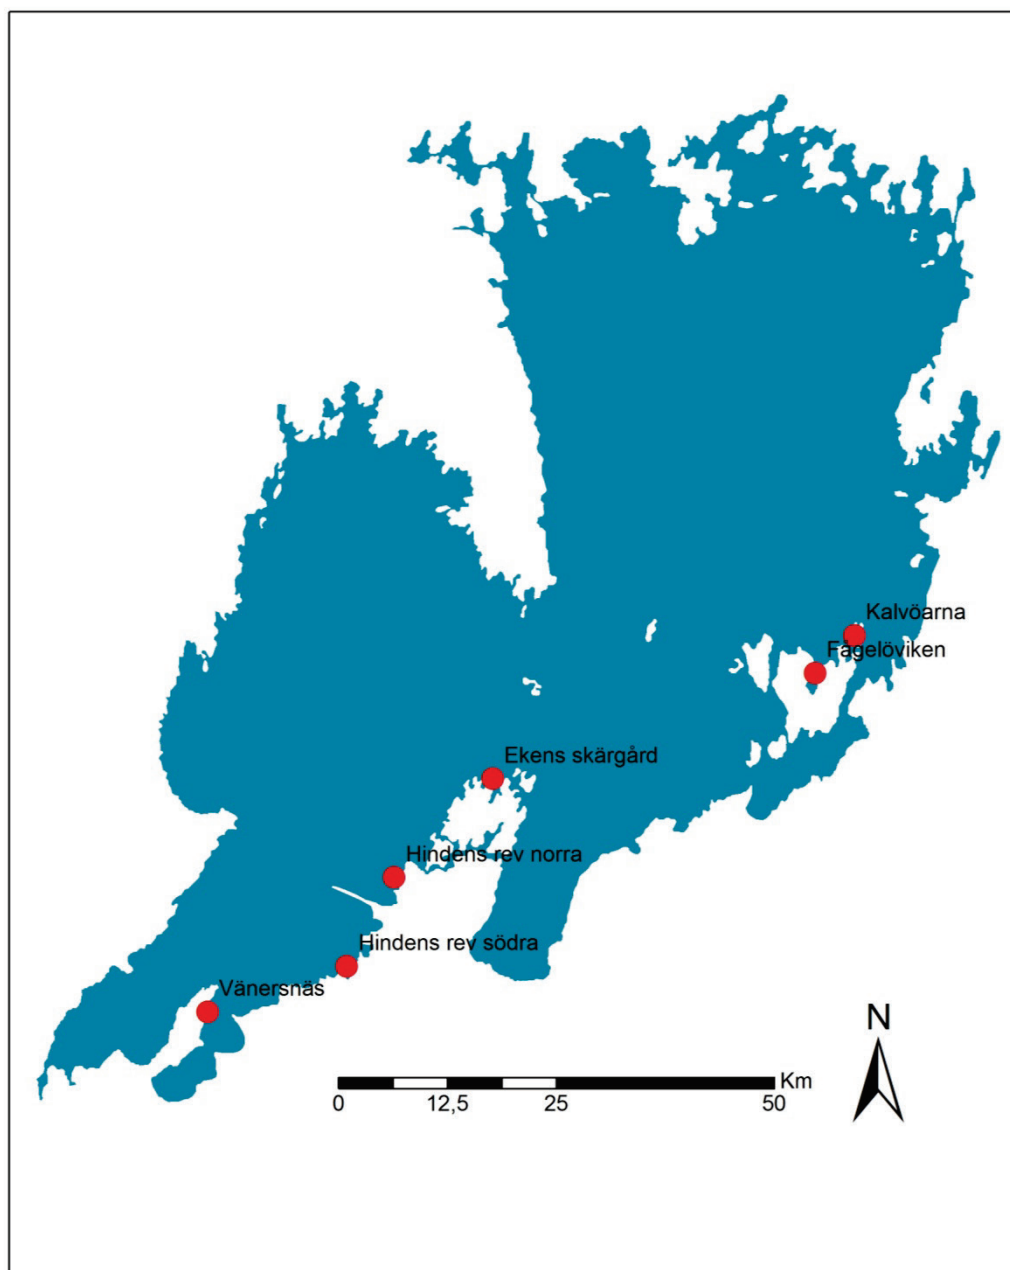 Kalvöarna
Fågelöviken
Ekens skärgård
Hindens rev norra
Hindens rev södra
Vänersnäs
N
Km
0 12,5 25 50